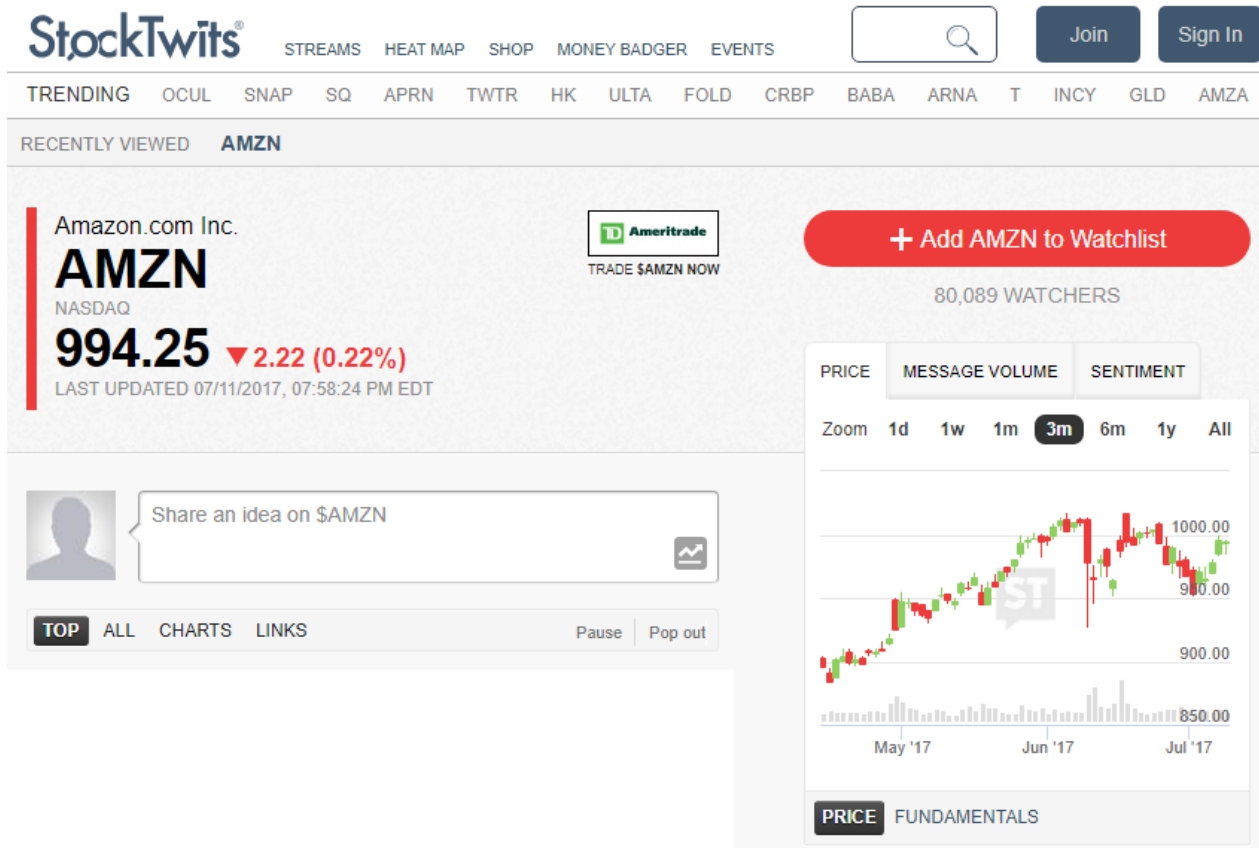 StockTwits®
STREAMS HEAT MAP SHOP MONEY BADGER EVENTS
Join
Sign In
TRENDING OCUL SNAP SQ APRN TWTR HK ULTA FOLD CRBP BABA ARNA T INCY GLD AMZA
RECENTLY VIEWED AMZN
Amazon.com Inc.
AMZN
NASDAQ
994.25 ▼2.22 (0.22%)
LAST UPDATED 07/11/2017, 07:58:24 PM EDT
TD Ameritrade
TRADE $AMZN NOW
+ Add AMZN to Watchlist
80,089 WATCHERS
PRICE MESSAGE VOLUME SENTIMENT
Zoom 1d 1w 1m 3m 6m 1y All
1000.00
950.00
900.00
850.00
ST
May '17 Jun '17 Jul '17
PRICE FUNDAMENTALS
Share an idea on $AMZN
TOP ALL CHARTS LINKS
Pause Pop out